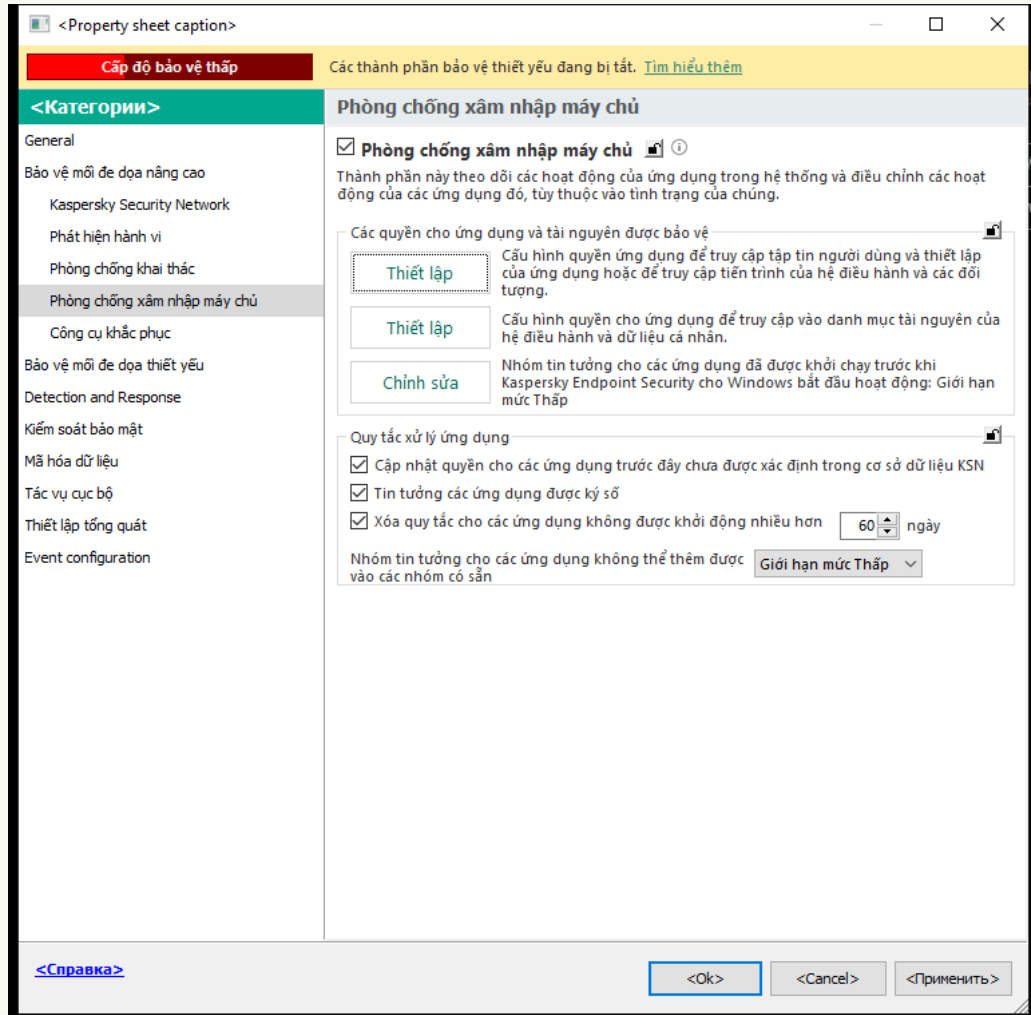 <Property sheet caption>
Cấp độ bảo vệ thấp
Các thành phần bảo vệ thiết yếu đang bị tắt. Tìm hiểu thêm
<Категории>
General
Bảo vệ mối đe dọa nâng cao
Kaspersky Security Network
Phát hiện hành vi
Phòng chống khai thác
Phòng chống xâm nhập máy chủ
Công cụ khắc phục
Bảo vệ mối đe dọa thiết yếu
Detection and Response
Kiểm soát bảo mật
Mã hóa dữ liệu
Tác vụ cục bộ
Thiết lập tổng quát
Event configuration
Phòng chống xâm nhập máy chủ
Phòng chống xâm nhập máy chủ
Thành phần này theo dõi các hoạt động của ứng dụng trong hệ thống và điều chỉnh các hoạt
động của các ứng dụng đó, tùy thuộc vào tình trạng của chúng.
Các quyền cho ứng dụng và tài nguyên được bảo vệ
Thiết lập
Cấu hình quyền ứng dụng để truy cập tập tin người dùng và thiết lập
của ứng dụng hoặc để truy cập tiến trình của hệ điều hành và các đối
tượng.
Thiết lập
Cấu hình quyền cho ứng dụng để truy cập vào danh mục tài nguyên của
hệ điều hành và dữ liệu cá nhân.
Chỉnh sửa
Nhóm tin tưởng cho các ứng dụng đã được khởi chạy trước khi
Kaspersky Endpoint Security cho Windows bắt đầu hoạt động: Giới hạn
mức Thấp
Quy tắc xử lý ứng dụng
Cập nhật quyền cho các ứng dụng trước đây chưa được xác định trong cơ sở dữ liệu KSN
Tin tưởng các ứng dụng được ký số
Xóa quy tắc cho các ứng dụng không được khởi động nhiều hơn 60 ngày
Nhóm tin tưởng cho các ứng dụng không thể thêm được
vào các nhóm có sẵn
Giới hạn mức Thấp
<Справка>
<Ok>
<Cancel>
<Применить>